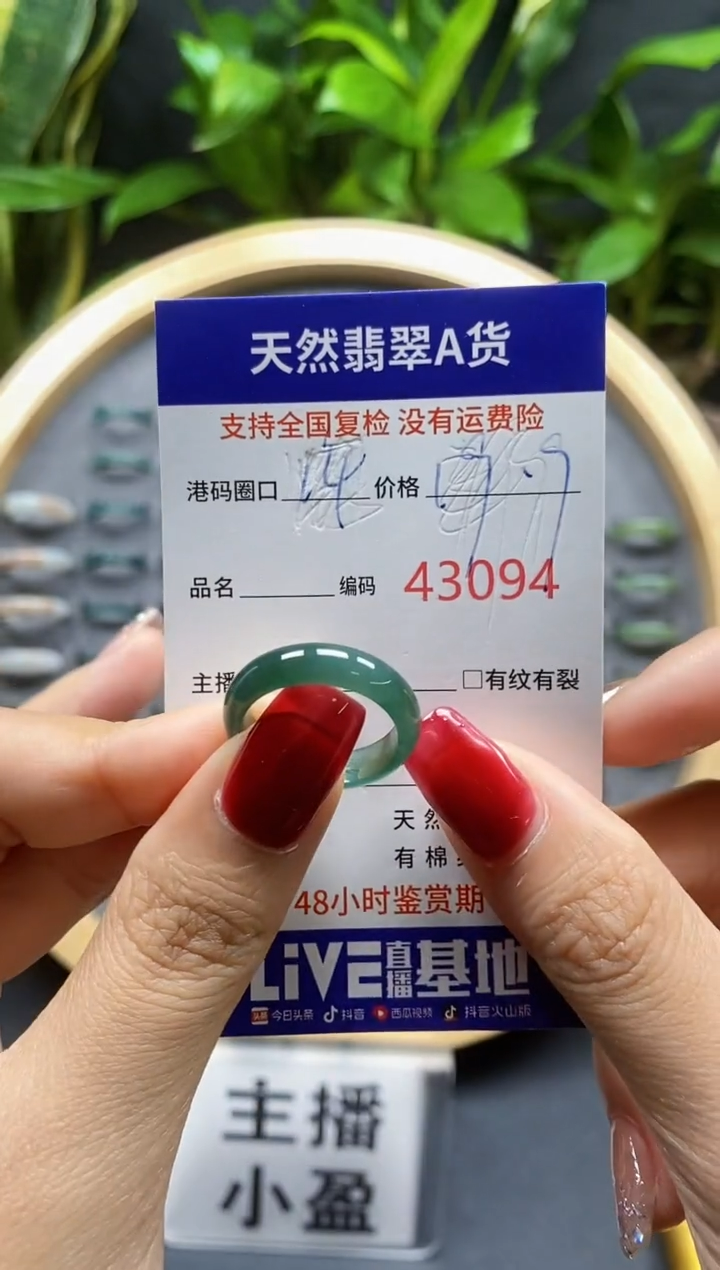 天然翡翠A货
支持全国复检 没有运费险
港码圈口 价格
品名 编码 43094
主播 □有纹有裂
天然
有棉
48小时鉴赏期
LiVE直播基地
头条 今日头条 抖音 西瓜视频 抖音火山版
主播
小盈